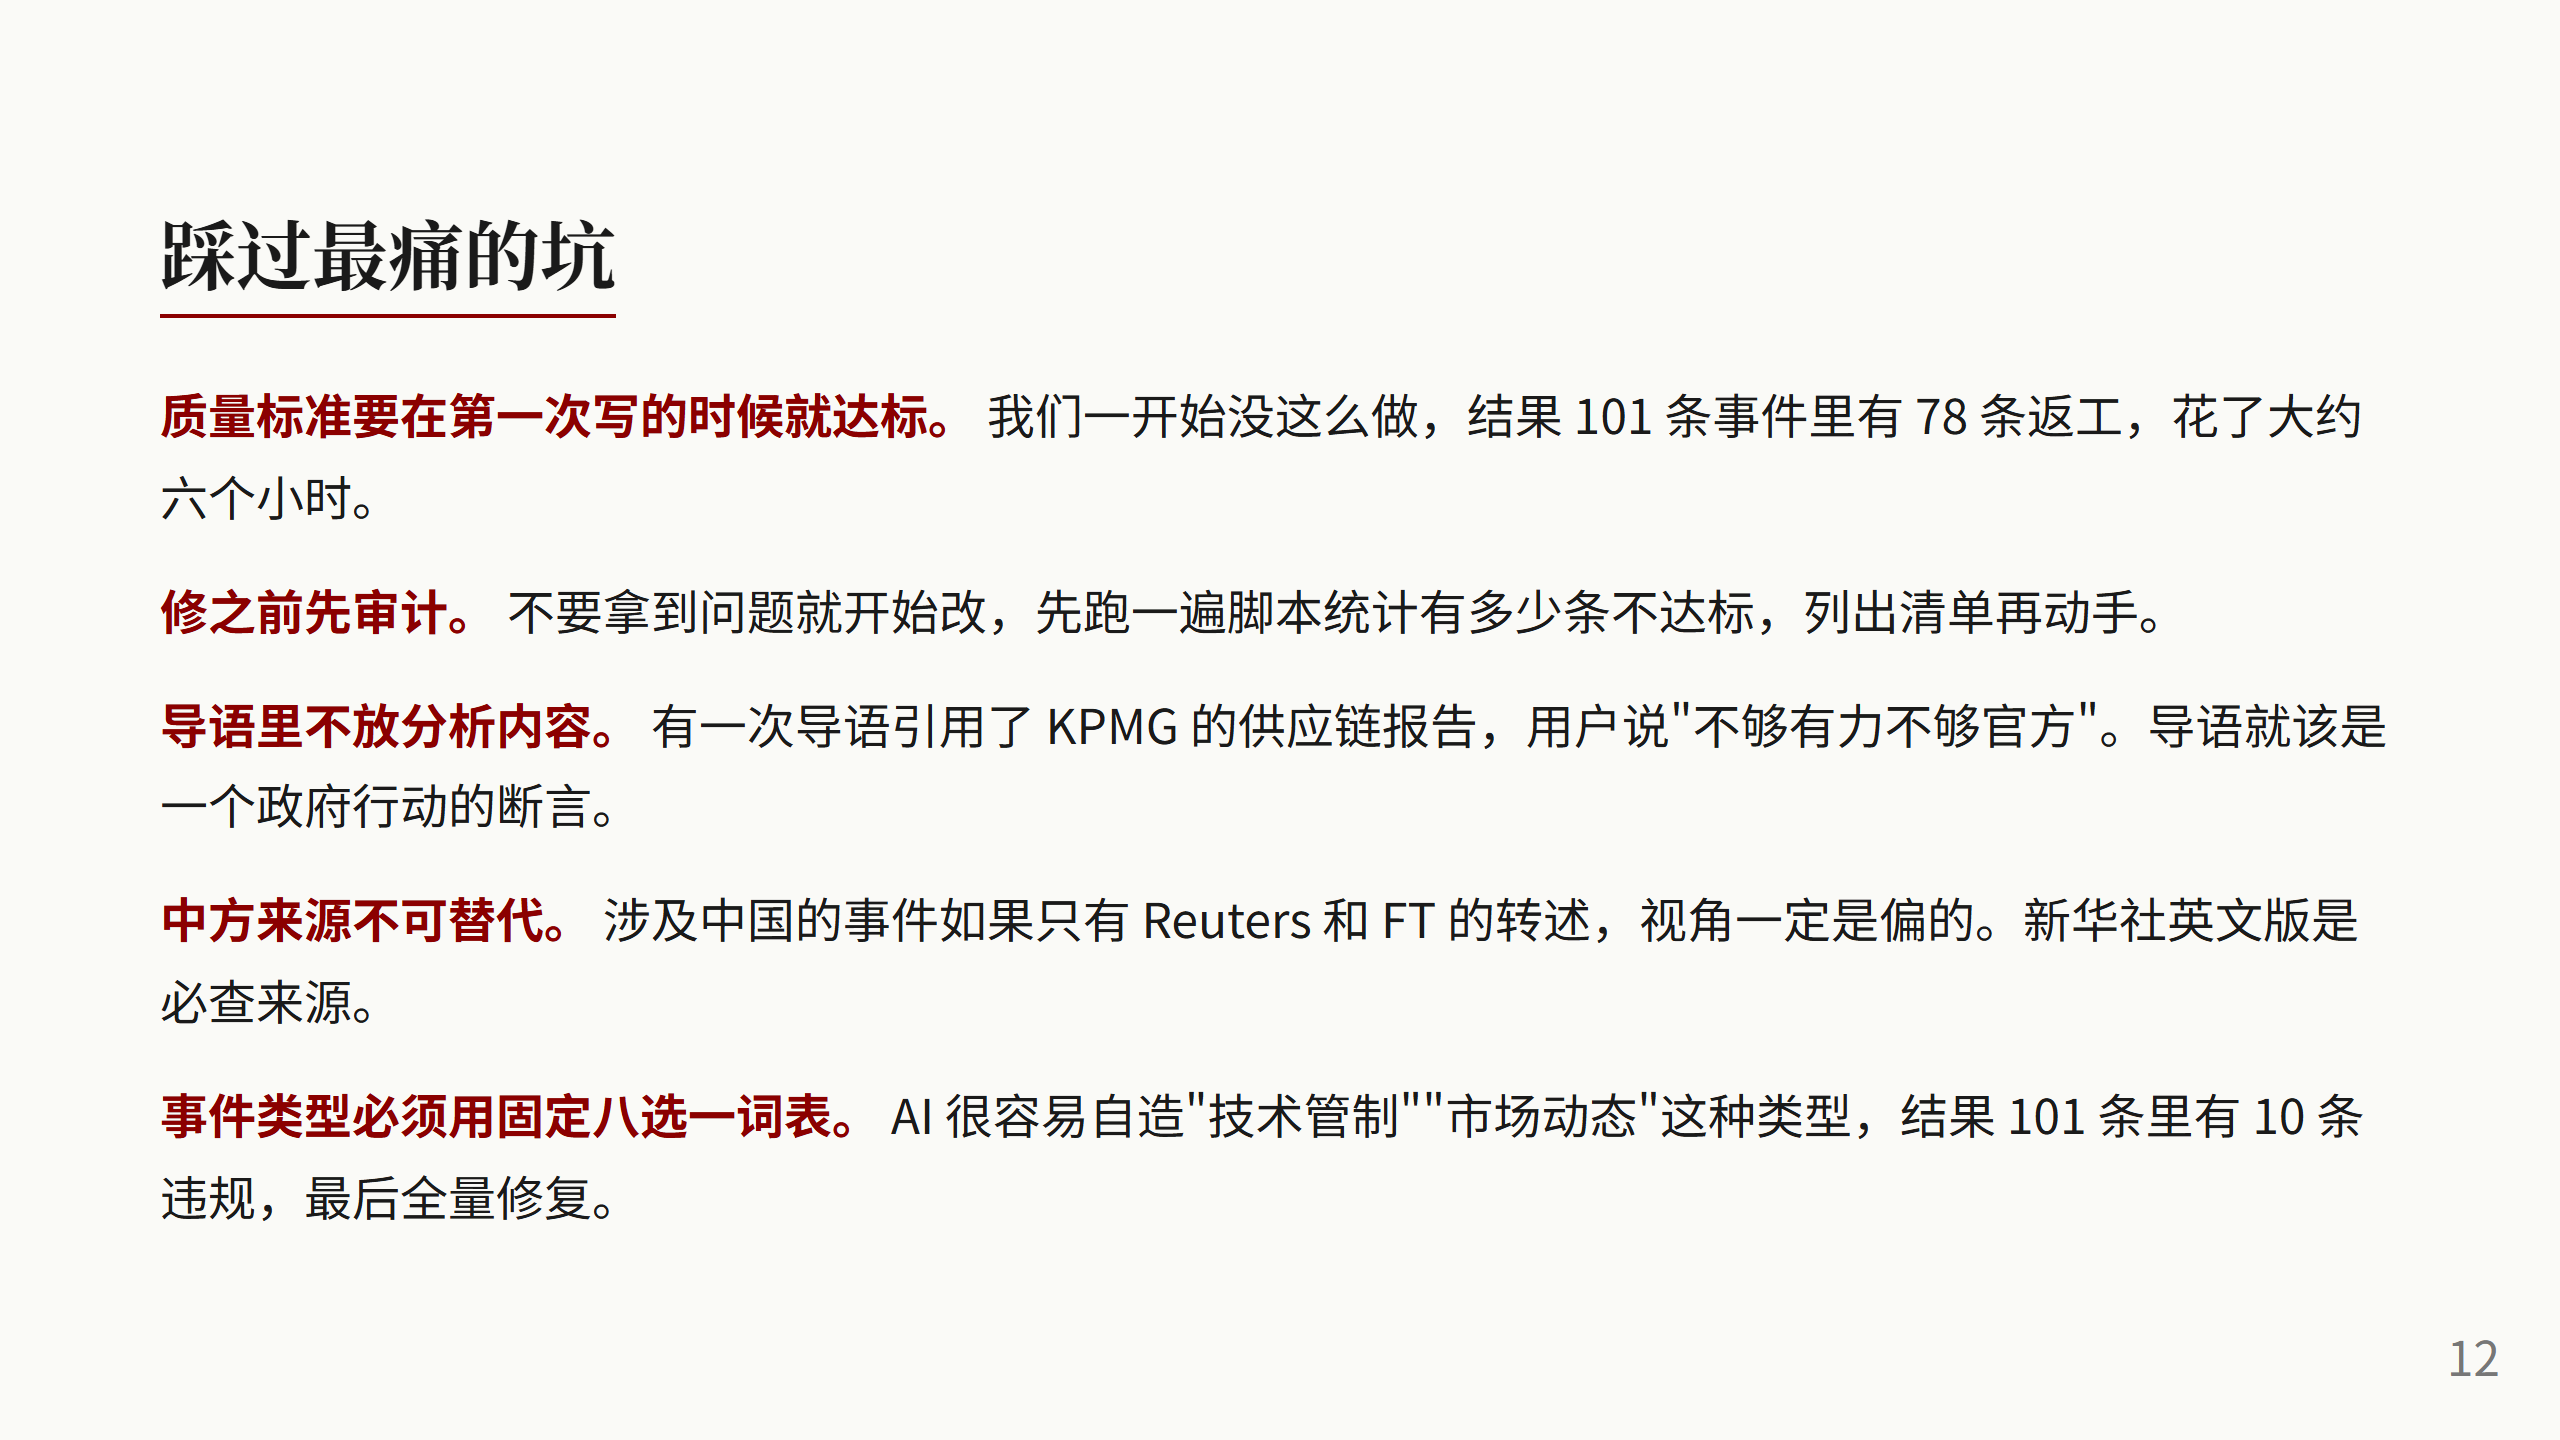 踩过最痛的坑
质量标准要在第一次写的时候就达标。 我们一开始没这么做，结果 101 条事件里有 78 条返工，花了大约
六个小时。
修之前先审计。 不要拿到问题就开始改，先跑一遍脚本统计有多少条不达标，列出清单再动手。
导语里不放分析内容。 有一次导语引用了 KPMG 的供应链报告，用户说"不够有力不够官方"。导语就该是
一个政府行动的断言。
中方来源不可替代。 涉及中国的事件如果只有 Reuters 和 FT 的转述，视角一定是偏的。新华社英文版是
必查来源。
事件类型必须用固定八选一词表。 AI 很容易自造"技术管制""市场动态"这种类型，结果 101 条里有 10 条
违规，最后全量修复。
12